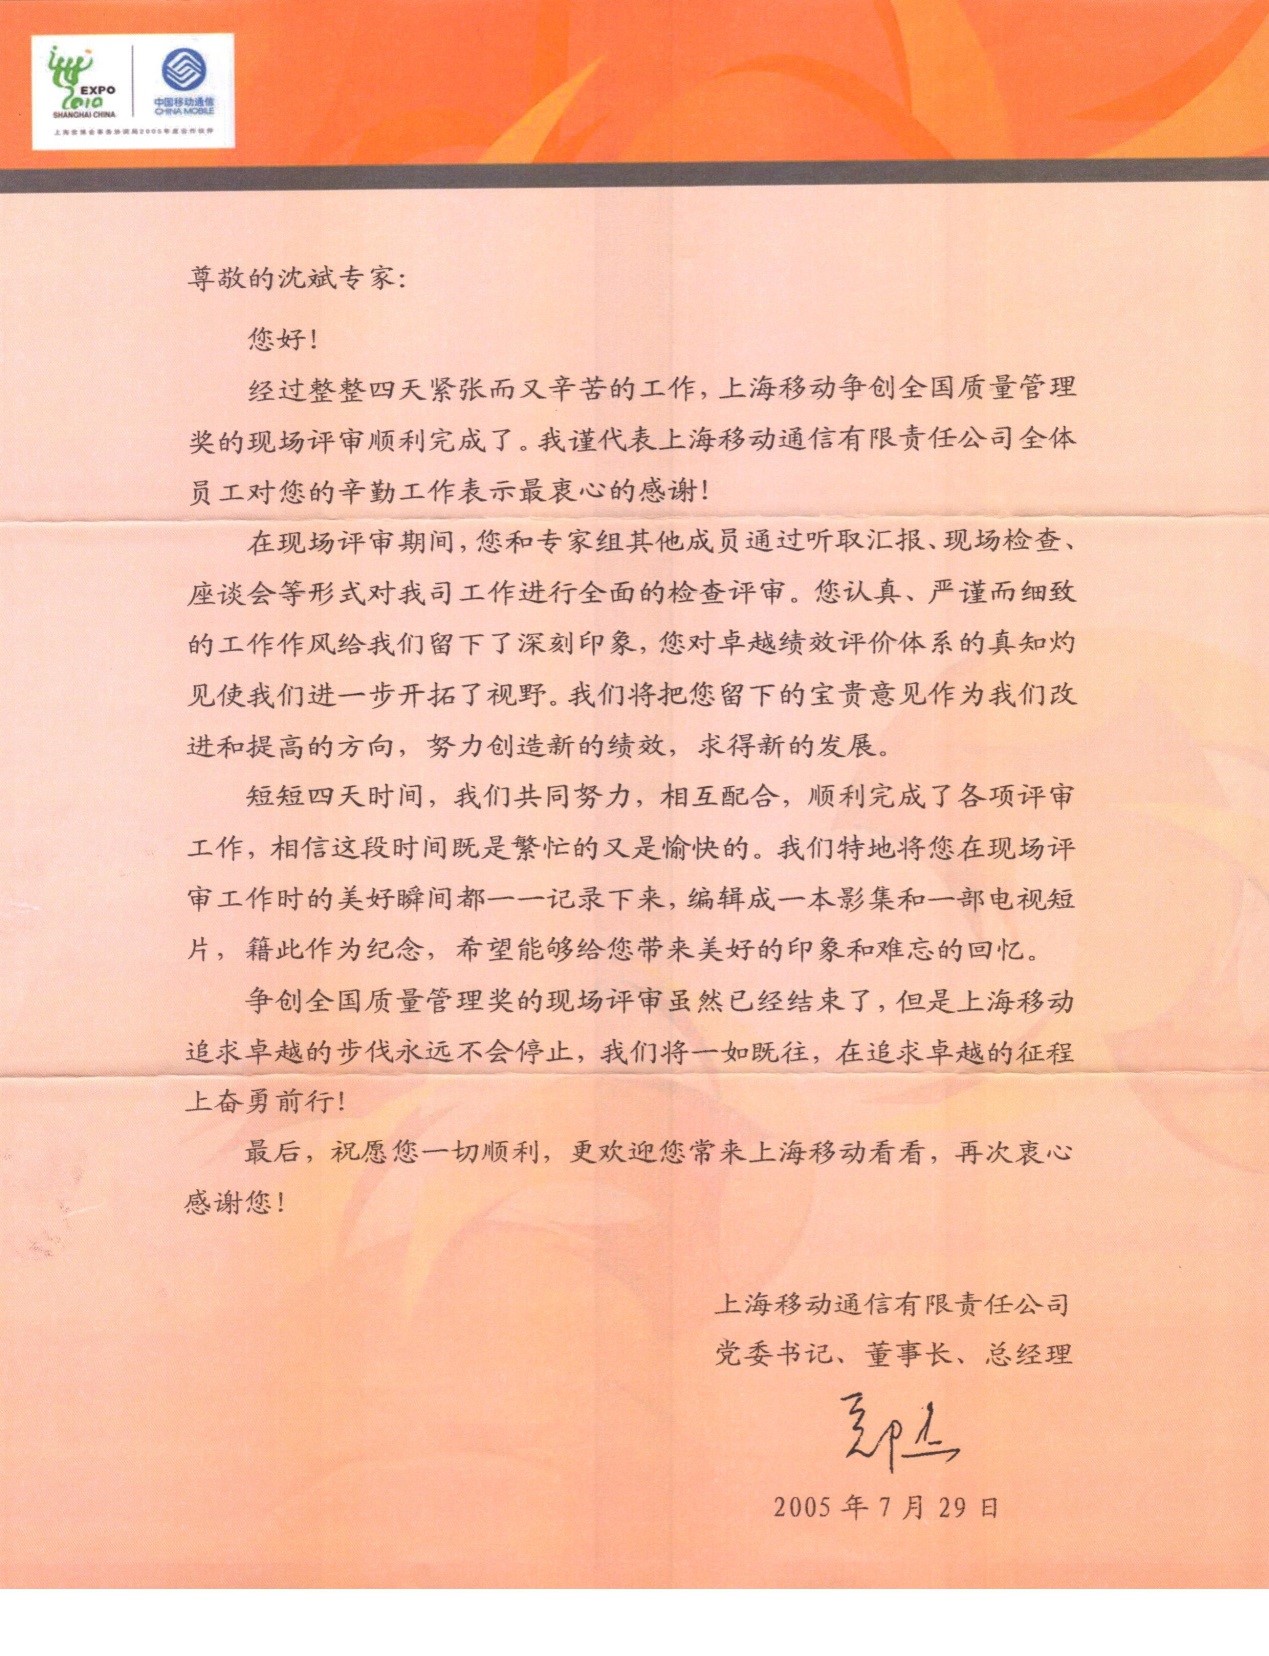 EXPO
2010
SHANGHAI CHINA
中国移动通信
CHINA MOBILE
上海世博会事务协调局2005年度合作伙伴
尊敬的沈斌专家：
您好！
经过整整四天紧张而又辛苦的工作，上海移动争创全国质量管理
奖的现场评审顺利完成了。我谨代表上海移动通信有限责任公司全体
员工对您的辛勤工作表示最衷心的感谢！
在现场评审期间，您和专家组其他成员通过听取汇报、现场检查、
座谈会等形式对我司工作进行全面的检查评审。您认真、严谨而细致
的工作作风给我们留下了深刻印象，您对卓越绩效评价体系的真知灼
见使我们进一步开拓了视野。我们将把您留下的宝贵意见作为我们改
进和提高的方向，努力创造新的绩效，求得新的发展。
短短四天时间，我们共同努力，相互配合，顺利完成了各项评审
工作，相信这段时间既是繁忙的又是愉快的。我们特地将您在现场评
审工作时的美好瞬间都一一记录下来，编辑成一本影集和一部电视短
片，籍此作为纪念，希望能够给您带来美好的印象和难忘的回忆。
争创全国质量管理奖的现场评审虽然已经结束了，但是上海移动
追求卓越的步伐永远不会停止，我们将一如既往，在追求卓越的征程
上奋勇前行！
最后，祝愿您一切顺利，更欢迎您常来上海移动看看，再次衷心
感谢您！
上海移动通信有限责任公司
党委书记、董事长、总经理
2005 年 7 月 29 日